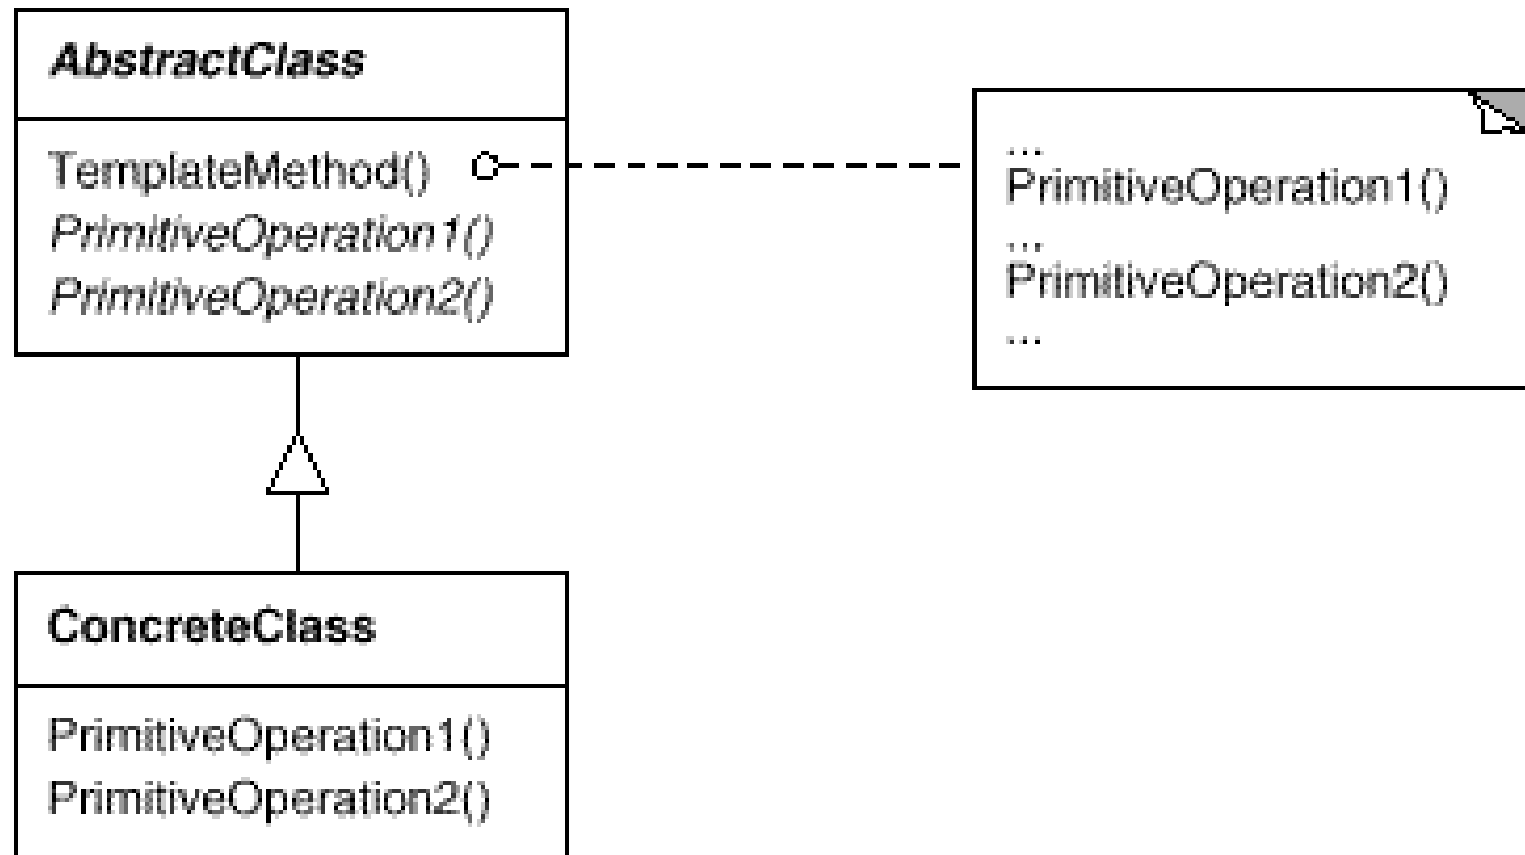 AbstractClass
TemplateMethod()
PrimitiveOperation1()
PrimitiveOperation2()
...
PrimitiveOperation1()
...
PrimitiveOperation2()
...
ConcreteClass
PrimitiveOperation1()
PrimitiveOperation2()